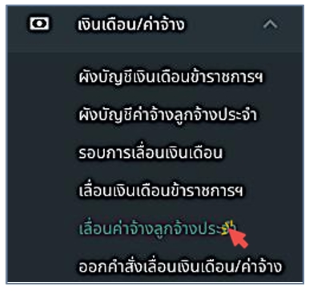 เงินเดือน/ค่าจ้าง
ผังบัญชีเงินเดือนข้าราชการฯ
ผังบัญชีค่าจ้างลูกจ้างประจำ
รอบการเลื่อนเงินเดือน
เลื่อนเงินเดือนข้าราชการฯ
เลื่อนค่าจ้างลูกจ้างประจำ
ออกคำสั่งเลื่อนเงินเดือน/ค่าจ้าง